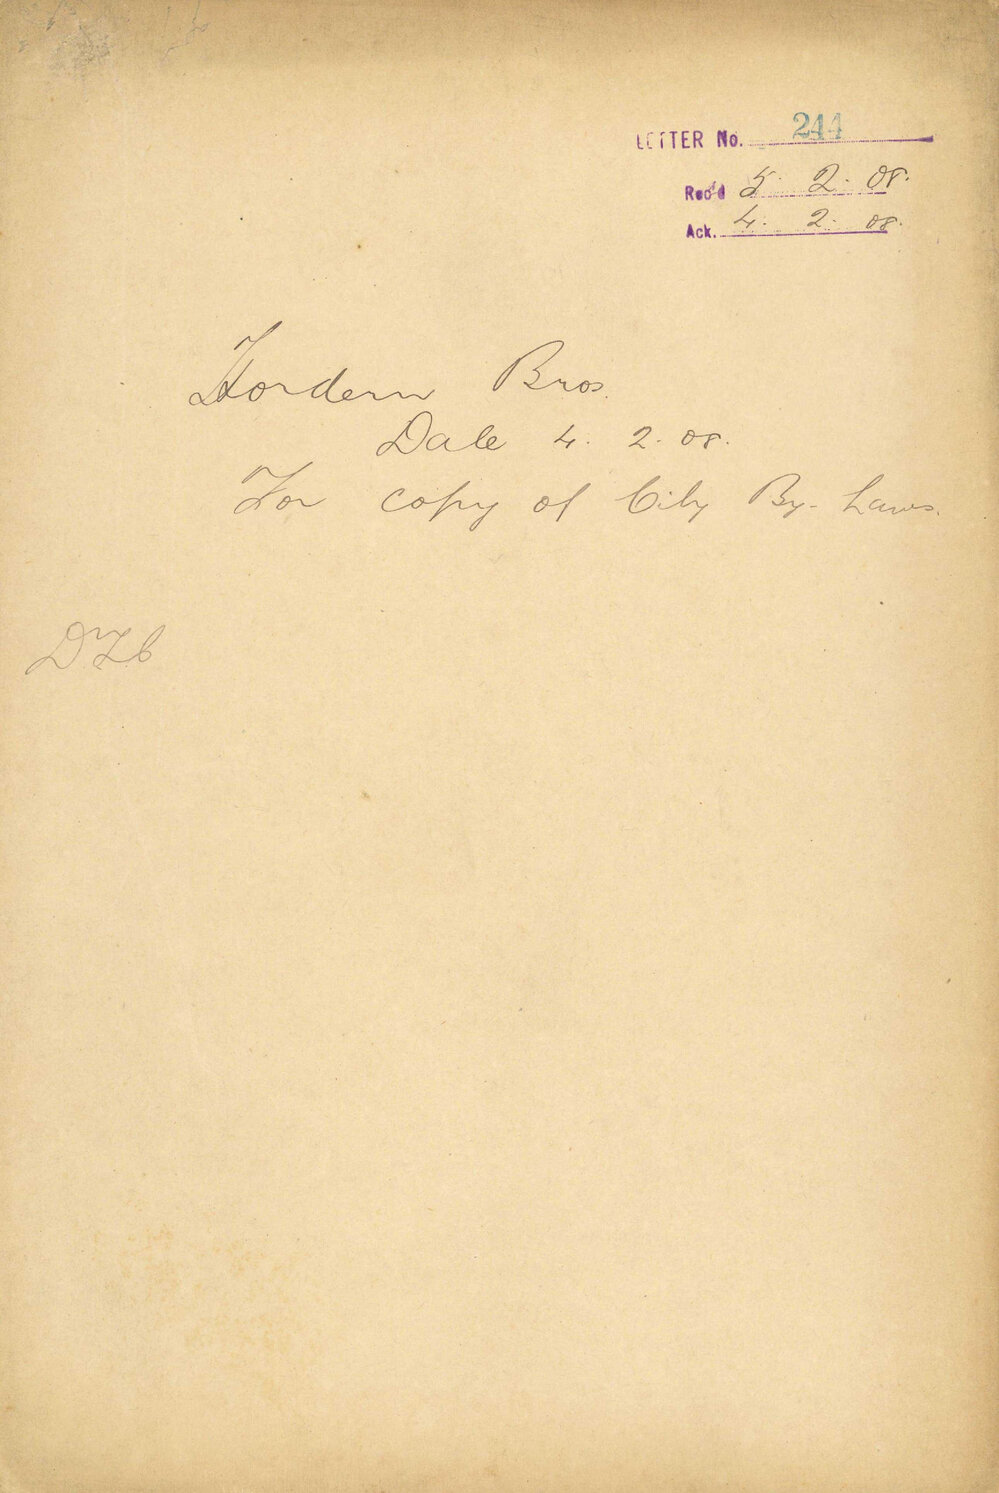 LETTER No. 244
Rec'd 5. 2. 08.
Ack. 4. 2. 08.
Hordern Bros.
Date 4. 2. 08.
For copy of City By-Laws.